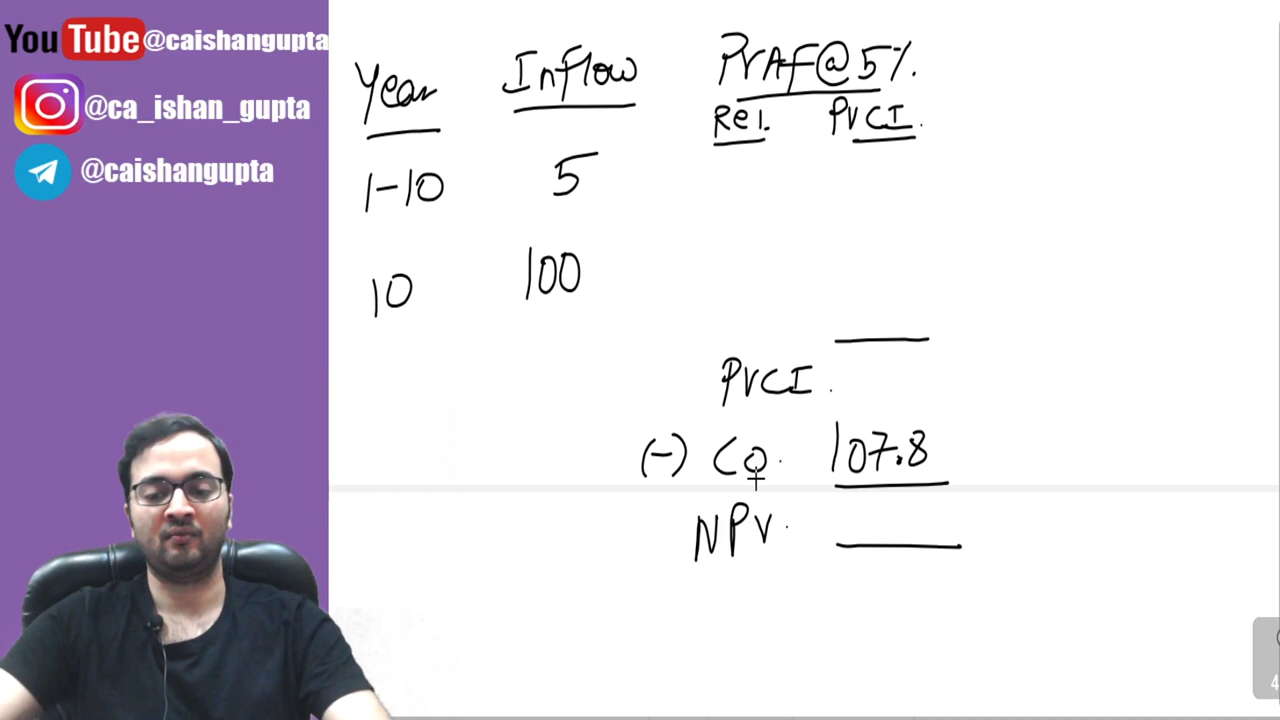 YouTube @caishangupta
@ca_ishan_gupta
@caishangupta
Year Inflow PVAF@5%.
Rel. PVCI.
1-10 5
10 100
PVCI.
(-) CO. 107.8
NPV.